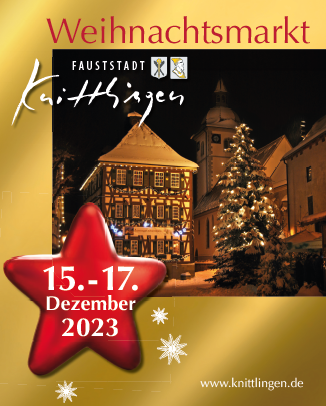 Weihnachtsmarkt
FAUSTSTADT
Knittlingen
15.-17.
Dezember
2023
www.knittlingen.de